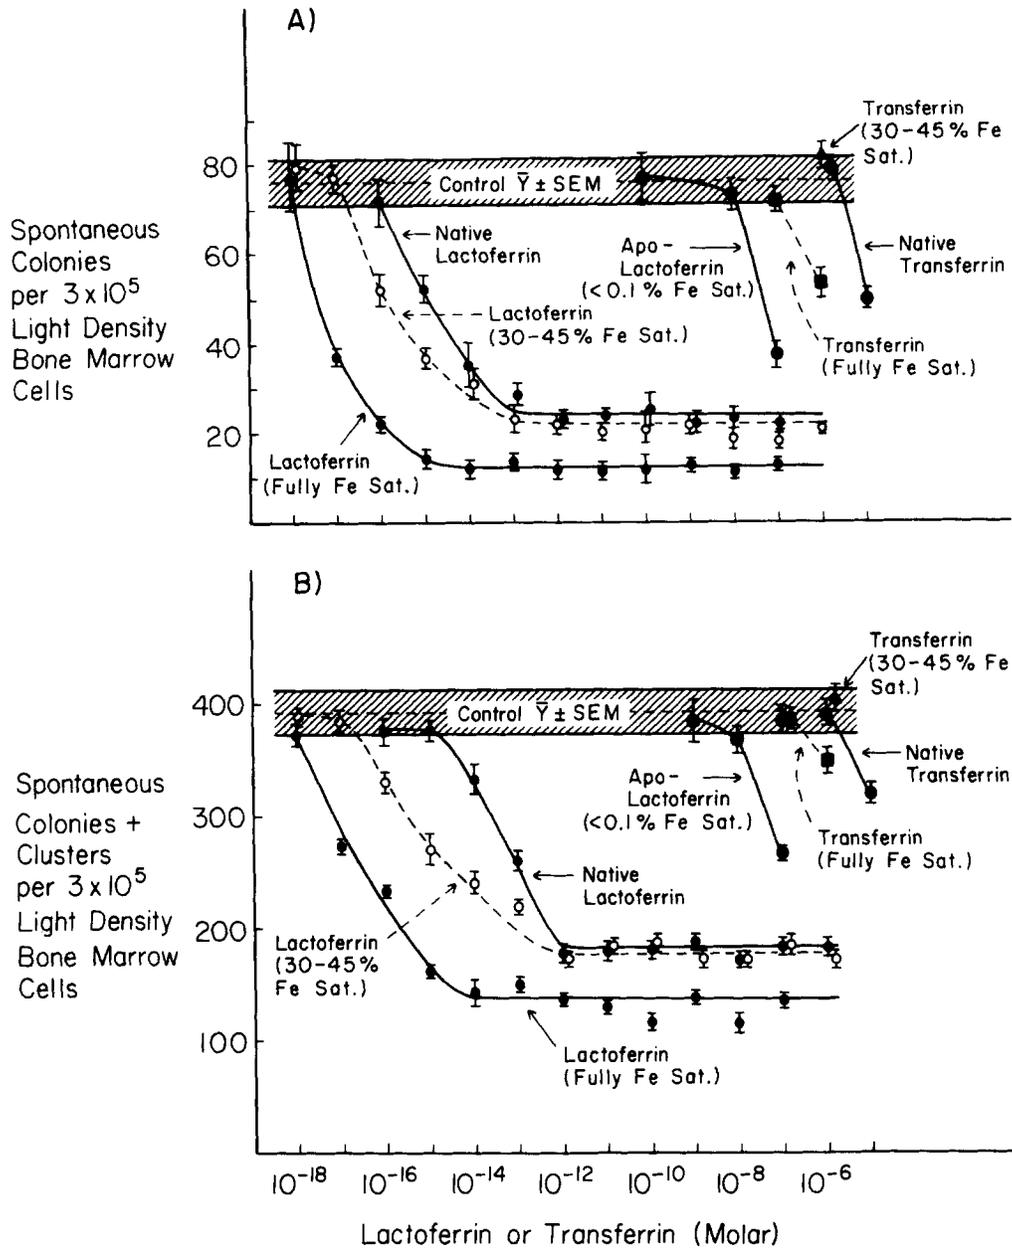 A)
Transferrin
(30-45% Fe
Sat.)
80
Control Y̅ ± SEM
Spontaneous
Colonies
per 3x10⁵
Light Density
Bone Marrow
Cells
60
Native
Lactoferrin
Apo-
Lactoferrin
(<0.1% Fe Sat.)
Native
Transferrin
Lactoferrin
(30-45% Fe Sat.)
Transferrin
(Fully Fe Sat.)
40
20
Lactoferrin
(Fully Fe Sat.)
B)
Transferrin
(30-45% Fe
Sat.)
400
Control Y̅ ± SEM
Spontaneous
Colonies +
Clusters
per 3x10⁵
Light Density
Bone Marrow
Cells
Native
Transferrin
Apo-
Lactoferrin
(<0.1% Fe Sat.)
300
Transferrin
(Fully Fe Sat.)
Native
Lactoferrin
200
Lactoferrin
(30-45%
Fe Sat.)
100
Lactoferrin
(Fully Fe Sat.)
10⁻¹⁸ 10⁻¹⁶ 10⁻¹⁴ 10⁻¹² 10⁻¹⁰ 10⁻⁸ 10⁻⁶
Lactoferrin or Transferrin (Molar)